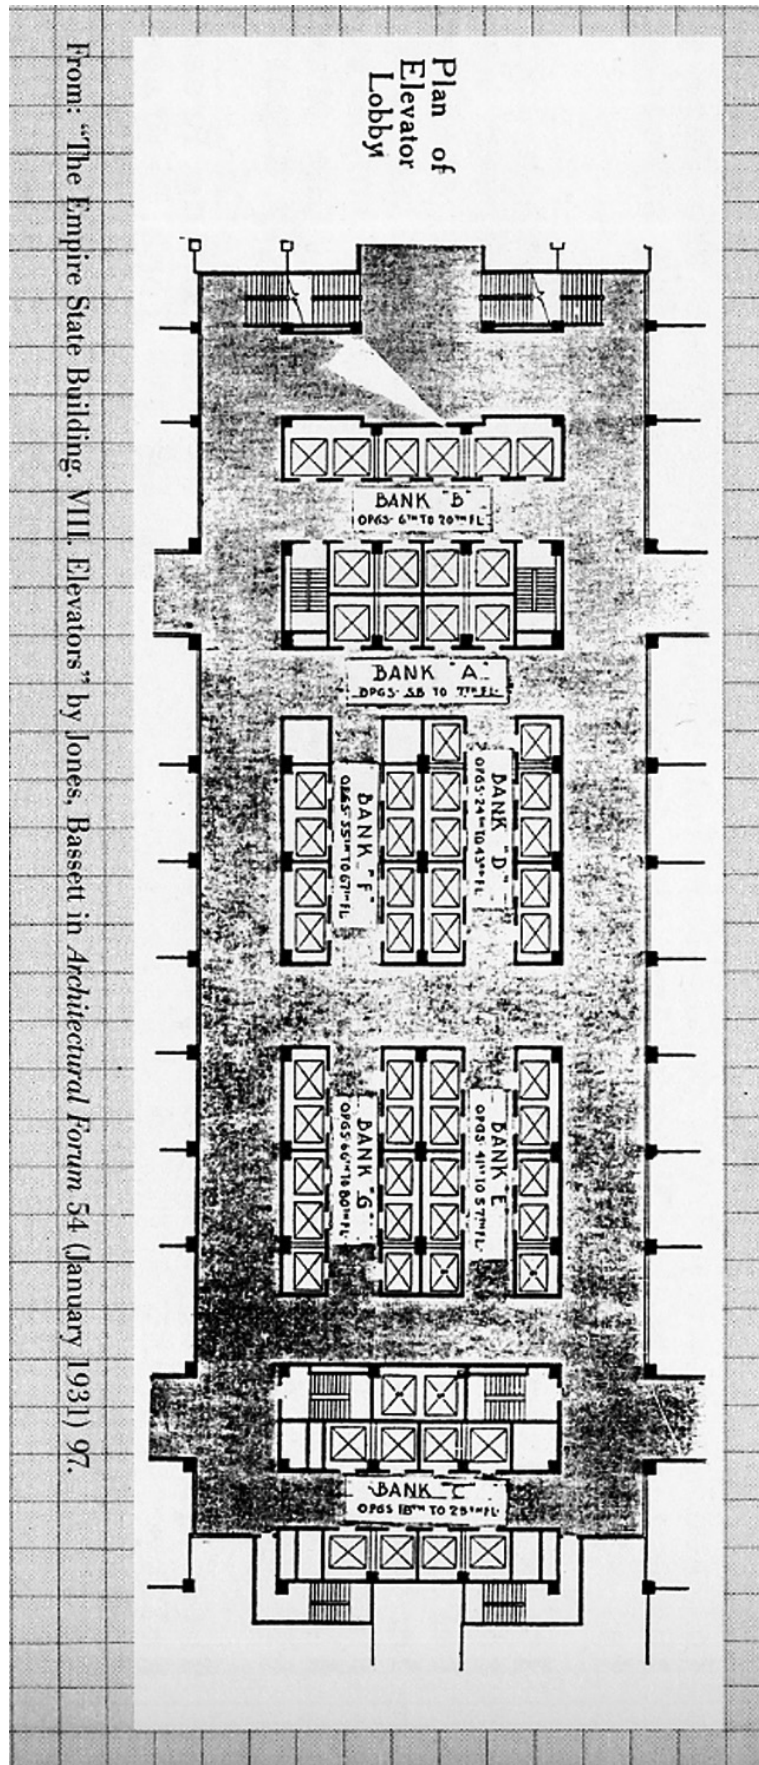 Plan of
Elevator
Lobby
BANK "B"
OPGS- 6TH TO 20TH FL.
BANK "A"
OPGS- SB TO 7TH FL.
BANK "F"
OPGS- 55TH TO 67TH FL.
BANK "D"
OPGS- 24TH TO 43RD FL.
BANK "G"
OPGS- 66TH TO 80TH FL.
BANK "E"
OPGS- 41ST TO 57TH FL.
BANK "C"
OPGS 18TH TO 25TH FL.
From: "The Empire State Building. VIII. Elevators" by Jones, Bassett in Architectural Forum 54 (January 1931) 97.